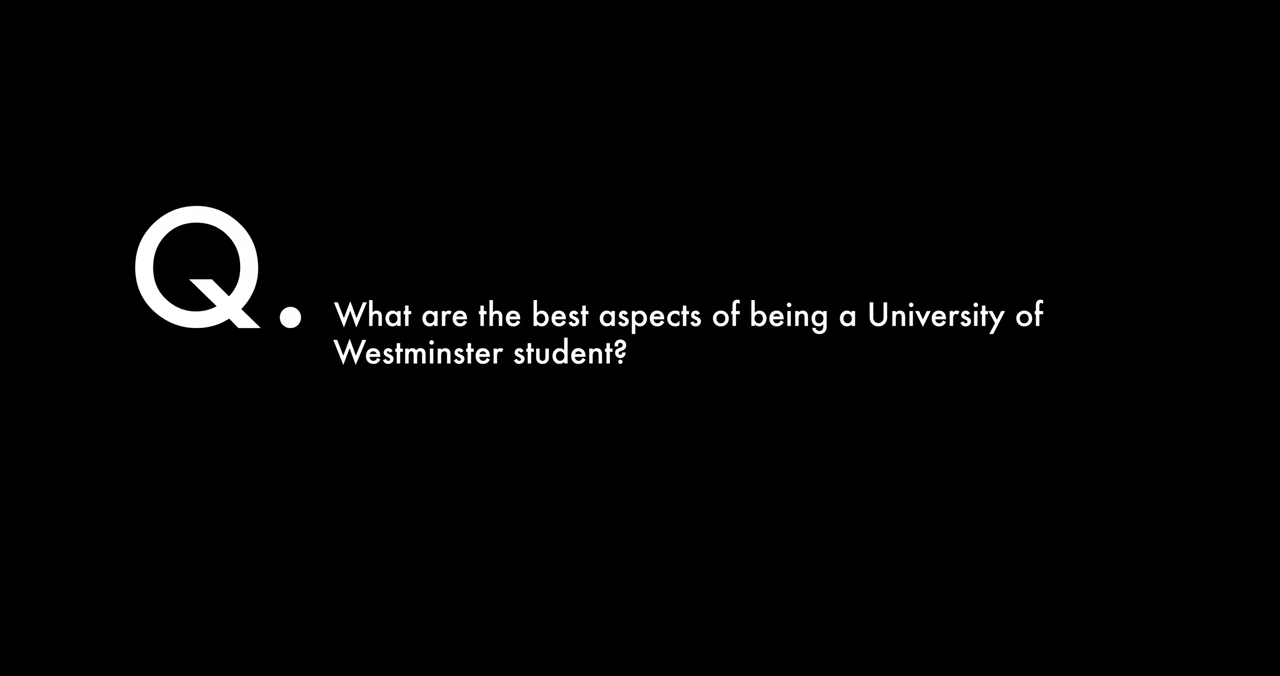 Q. What are the best aspects of being a University of
Westminster student?